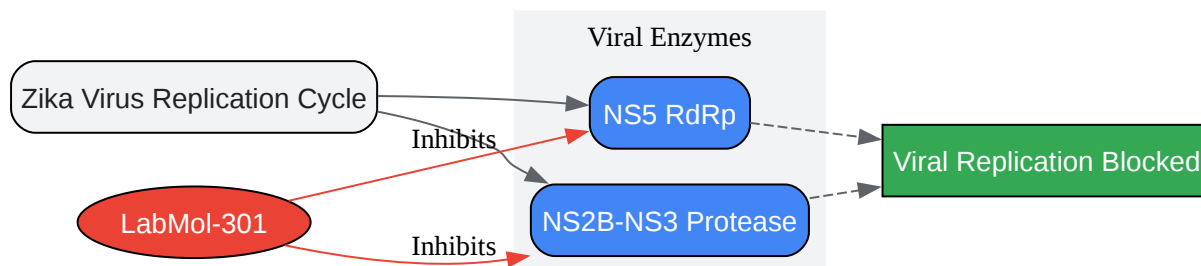 Viral Enzymes
Zika Virus Replication Cycle
NS5 RdRp
Inhibits
Viral Replication Blocked
LabMol-301
NS2B-NS3 Protease
Inhibits